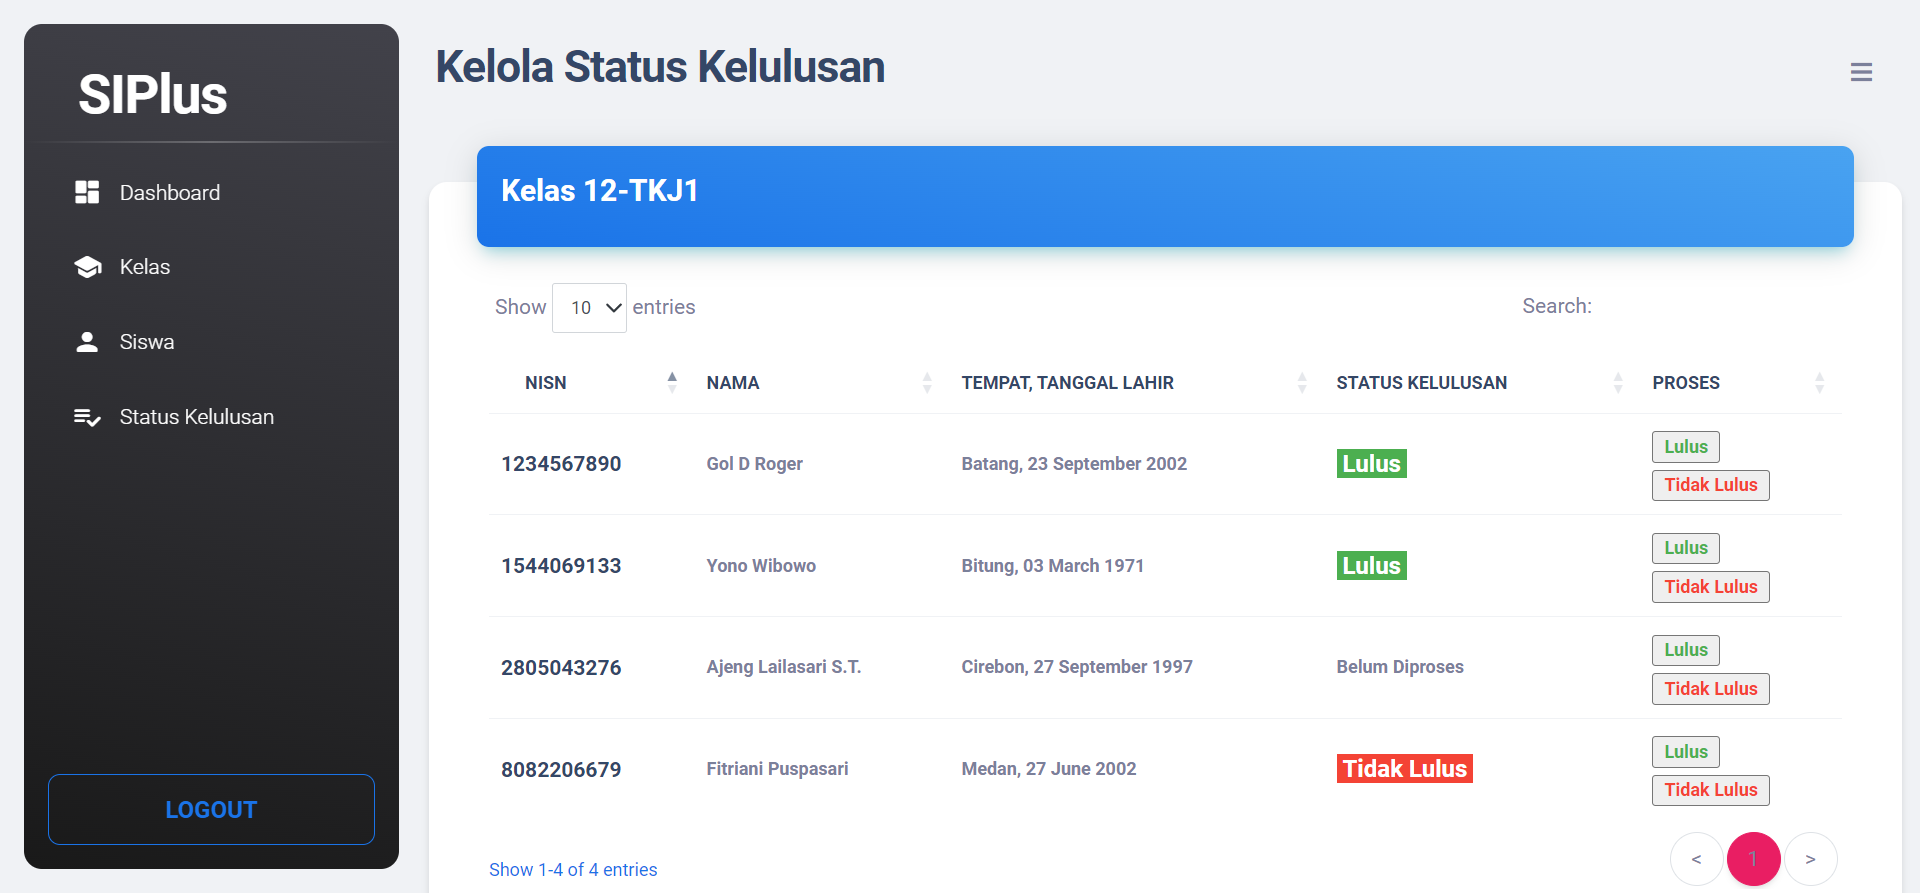 SIPlus
Dashboard
Kelas
Siswa
Status Kelulusan
LOGOUT
Kelola Status Kelulusan
Kelas 12-TKJ1
Show 10 entries
Search:
NISN NAMA TEMPAT, TANGGAL LAHIR STATUS KELULUSAN PROSES
1234567890 Gol D Roger Batang, 23 September 2002 Lulus Lulus
Tidak Lulus
1544069133 Yono Wibowo Bitung, 03 March 1971 Lulus Lulus
Tidak Lulus
2805043276 Ajeng Lailasari S.T. Cirebon, 27 September 1997 Belum Diproses Lulus
Tidak Lulus
8082206679 Fitriani Puspasari Medan, 27 June 2002 Tidak Lulus Lulus
Tidak Lulus
Show 1-4 of 4 entries
< 1 >